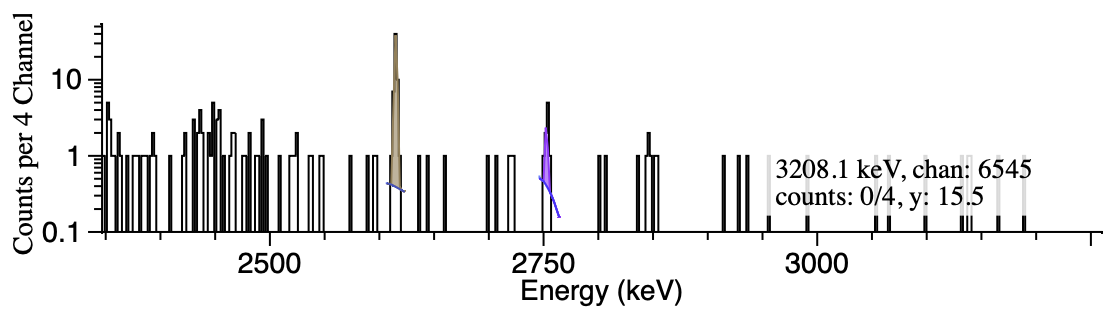 Counts per 4 Channel
10
1
0.1
3208.1 keV, chan: 6545
counts: 0/4, y: 15.5
2500 2750 3000
Energy (keV)